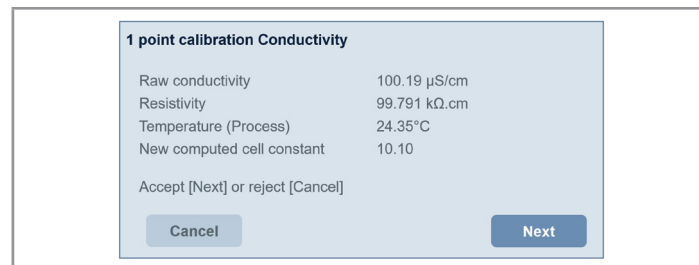 1 point calibration Conductivity
Raw conductivity 100.19 µS/cm
Resistivity 99.791 kΩ.cm
Temperature (Process) 24.35°C
New computed cell constant 10.10
Accept [Next] or reject [Cancel]
Cancel Next